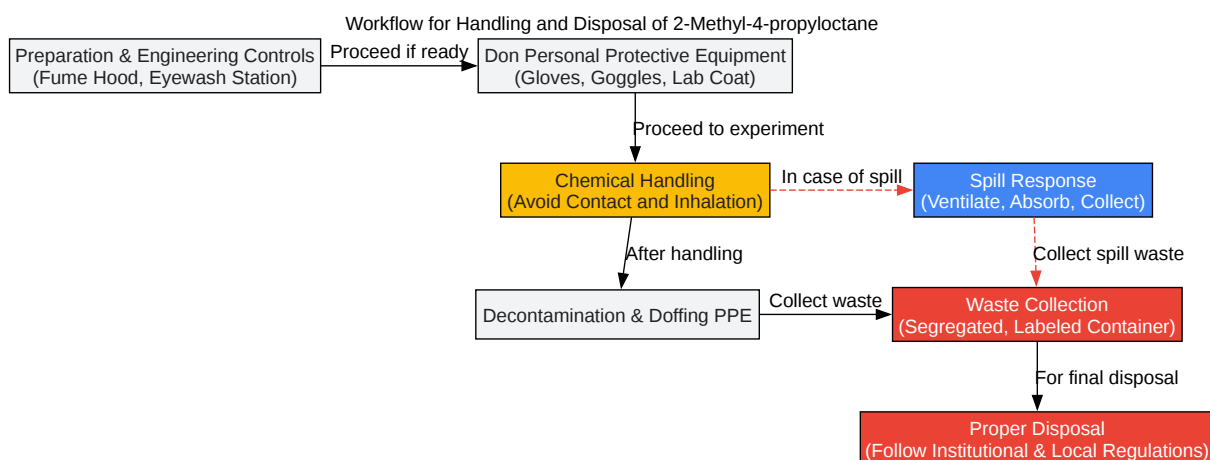 Workflow for Handling and Disposal of 2-Methyl-4-propyloctane
Preparation & Engineering Controls
(Fume Hood, Eyewash Station)
Proceed if ready
Don Personal Protective Equipment
(Gloves, Goggles, Lab Coat)
Proceed to experiment
Chemical Handling
(Avoid Contact and Inhalation)
In case of spill
Spill Response
(Ventilate, Absorb, Collect)
After handling
Collect spill waste
Decontamination & Doffing PPE
Collect waste
Waste Collection
(Segregated, Labeled Container)
For final disposal
Proper Disposal
(Follow Institutional & Local Regulations)